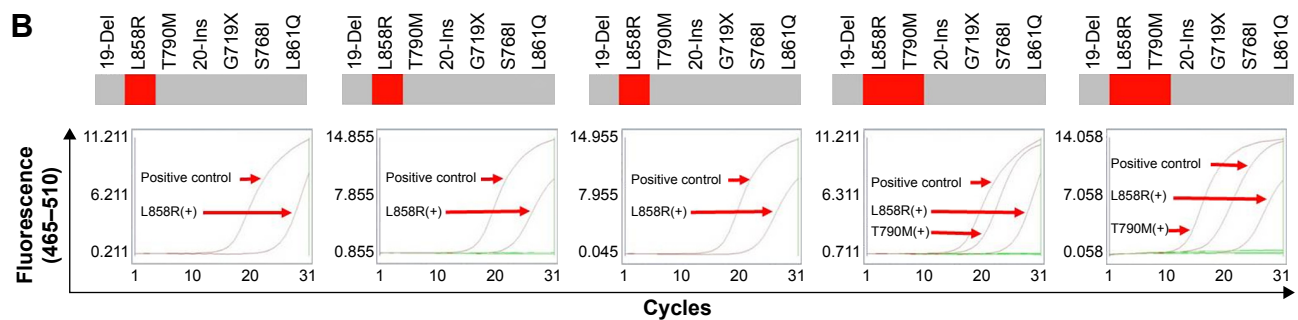 B
19-Del L858R T790M 20-Ins G719X S768I L861Q
19-Del L858R T790M 20-Ins G719X S768I L861Q
19-Del L858R T790M 20-Ins G719X S768I L861Q
19-Del L858R T790M 20-Ins G719X S768I L861Q
19-Del L858R T790M 20-Ins G719X S768I L861Q
Fluorescence
(465–510)
11.211
6.211
0.211
Positive control
L858R(+)
1 10 20 31
14.855
7.855
0.855
Positive control
L858R(+)
1 10 20 31
14.955
7.955
0.045
Positive control
L858R(+)
1 10 20 31
11.211
6.311
0.711
Positive control
L858R(+)
T790M(+)
1 10 20 31
14.058
7.058
0.058
Positive control
L858R(+)
T790M(+)
1 10 20 31
Cycles